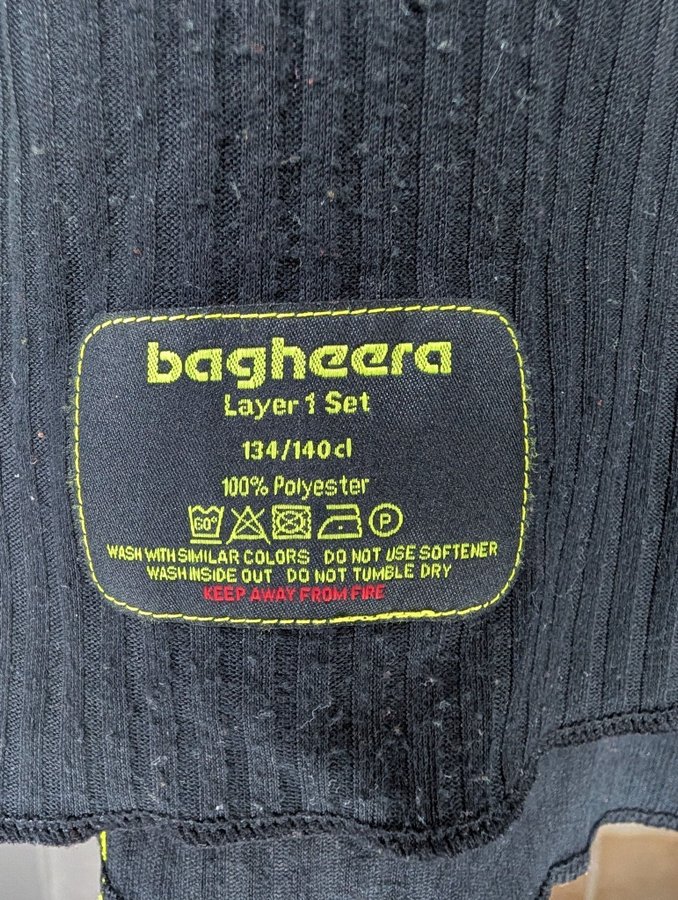 bagheera
Layer 1 Set
134/140 cl
100% Polyester
60° P
WASH WITH SIMILAR COLORS DO NOT USE SOFTENER
WASH INSIDE OUT DO NOT TUMBLE DRY
KEEP AWAY FROM FIRE